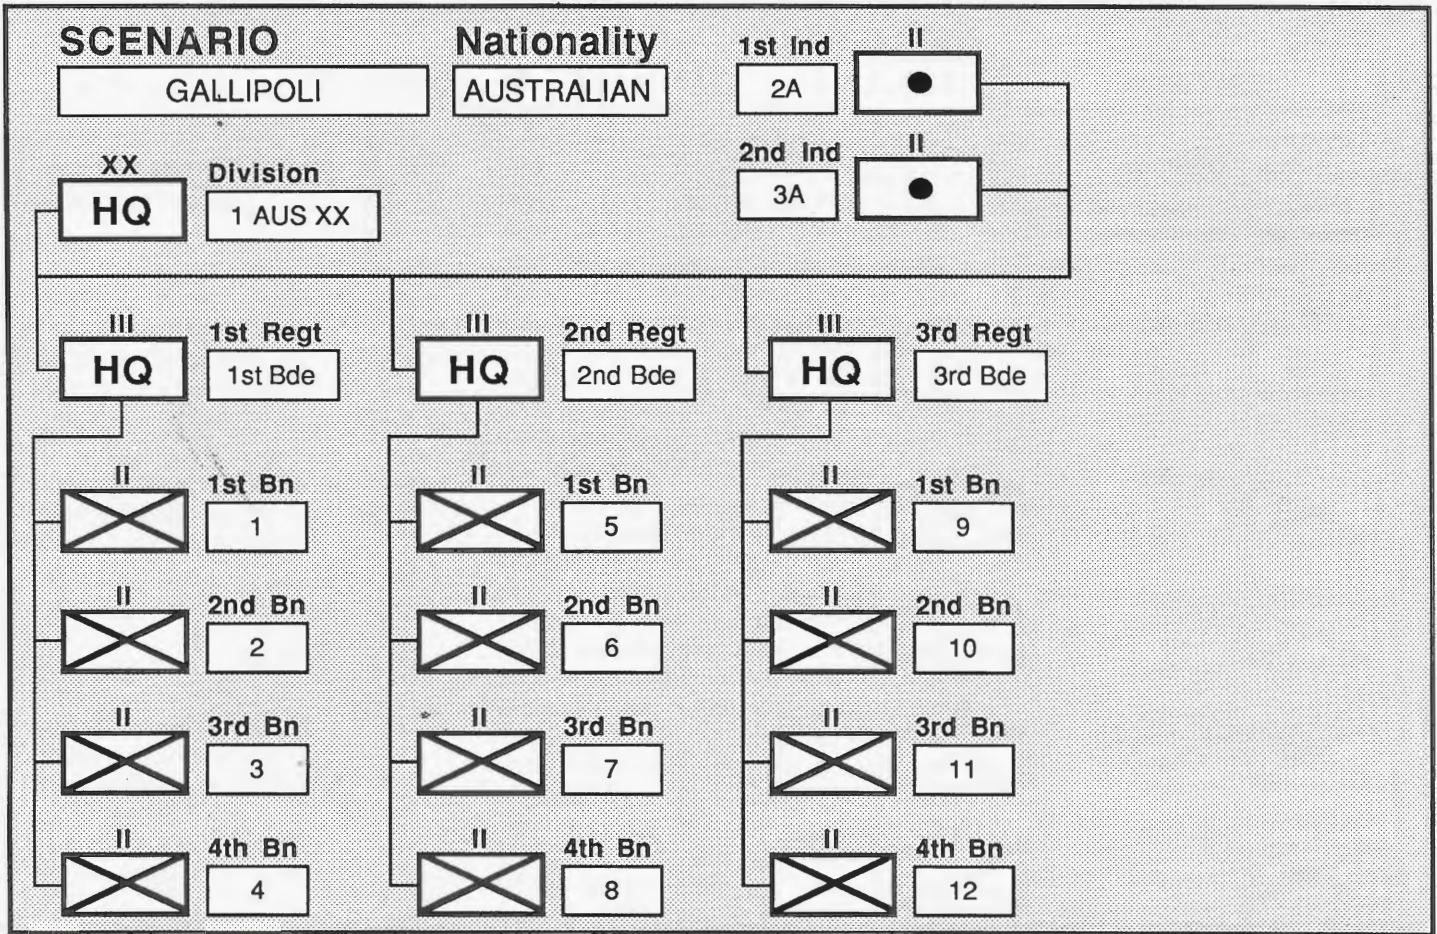 SCENARIO
Nationality
GALLIPOLI
AUSTRALIAN
1st Ind
II
2A
2nd Ind
II
3A
XX
HQ
Division
1 AUS XX
III
HQ
1st Regt
1st Bde
III
HQ
2nd Regt
2nd Bde
III
HQ
3rd Regt
3rd Bde
II
1st Bn
1
II
1st Bn
5
II
1st Bn
9
II
2nd Bn
2
II
2nd Bn
6
II
2nd Bn
10
II
3rd Bn
3
II
3rd Bn
7
II
3rd Bn
11
II
4th Bn
4
II
4th Bn
8
II
4th Bn
12